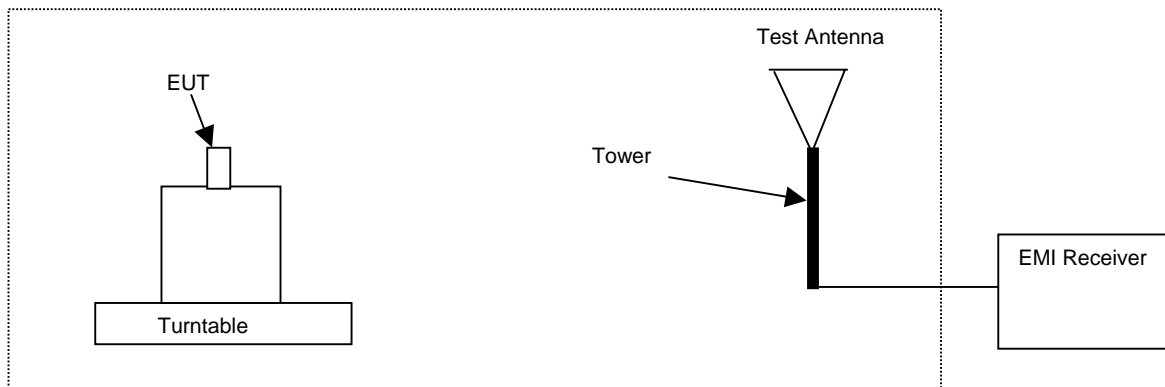 Test Antenna
EUT
Tower
EMI Receiver
Turntable